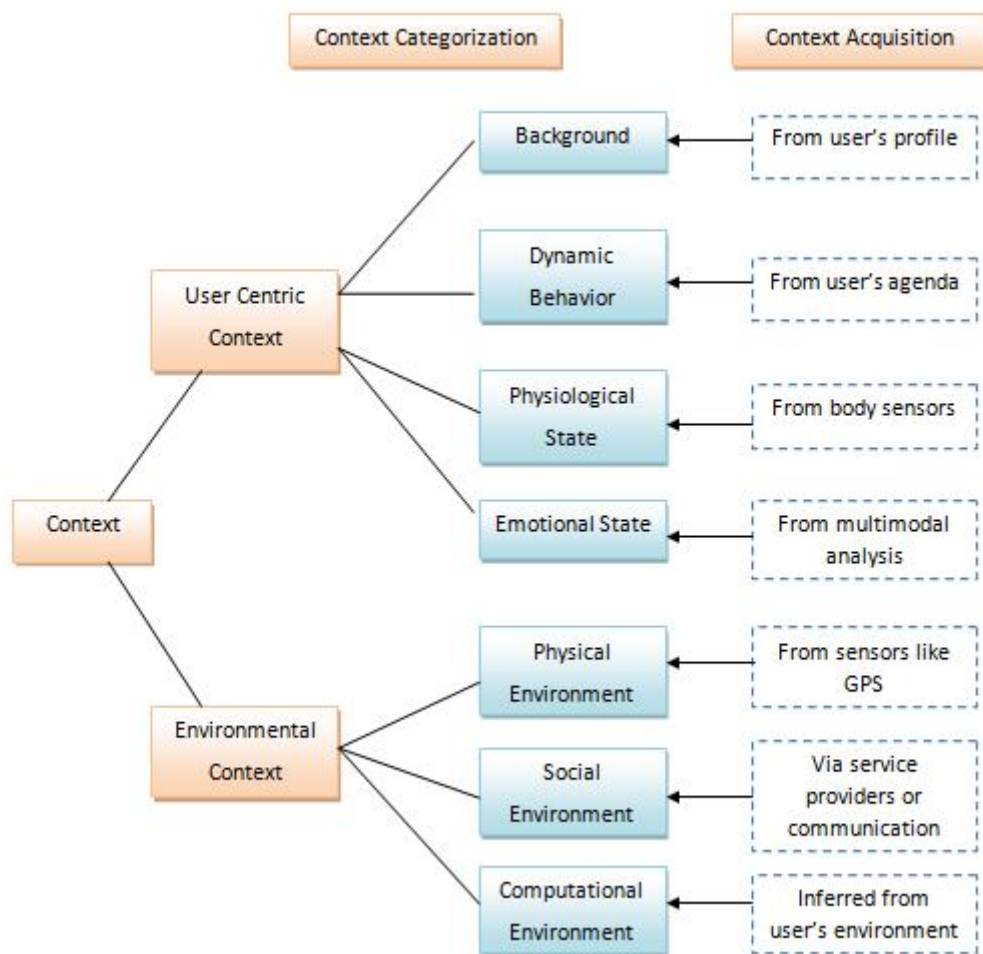 Context Categorization
Context Acquisition
Background
From user's profile
Dynamic
Behavior
From user's agenda
User Centric
Context
Physiological
State
From body sensors
Context
Emotional State
From multimodal
analysis
Physical
Environment
From sensors like
GPS
Environmental
Context
Social
Environment
Via service
providers or
communication
Computational
Environment
Inferred from
user's environment